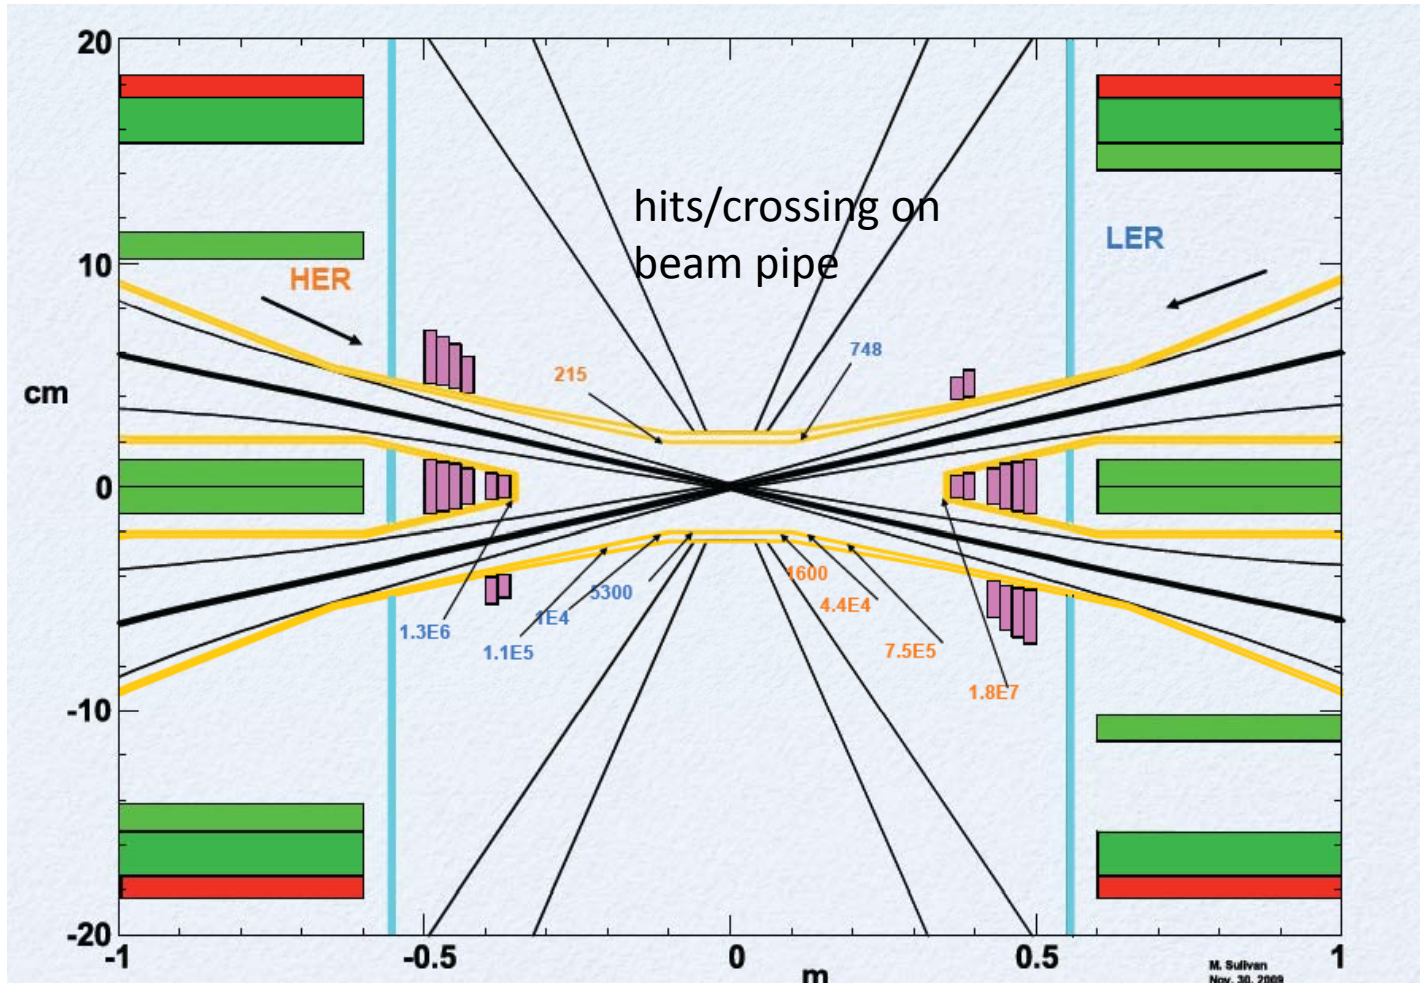 20
hits/crossing on
beam pipe
LER
10
HER
748
215
cm
0
5300
1600
1E4
4.4E4
1.3E6
1.1E5
7.5E5
1.8E7
-10
-20
-1
-0.5
0
0.5
1
m
M. Sullivan
Nov. 30, 2009